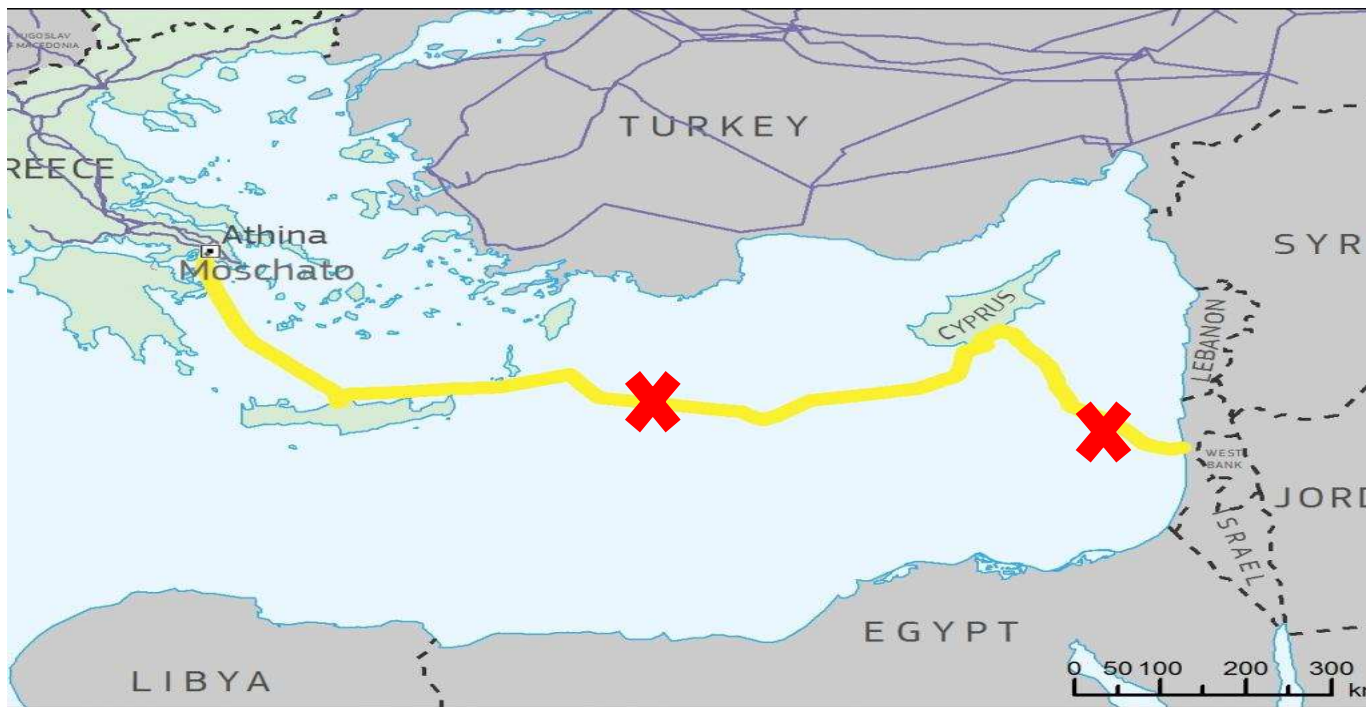 YUGOSLAV
MACEDONIA
TURKEY
REECE
Athina
Moschato
SYR
CYPRUS
LEBANON
WEST
BANK
JORD
ISRAEL
EGYPT
LIBYA
0 50 100 200 300
km